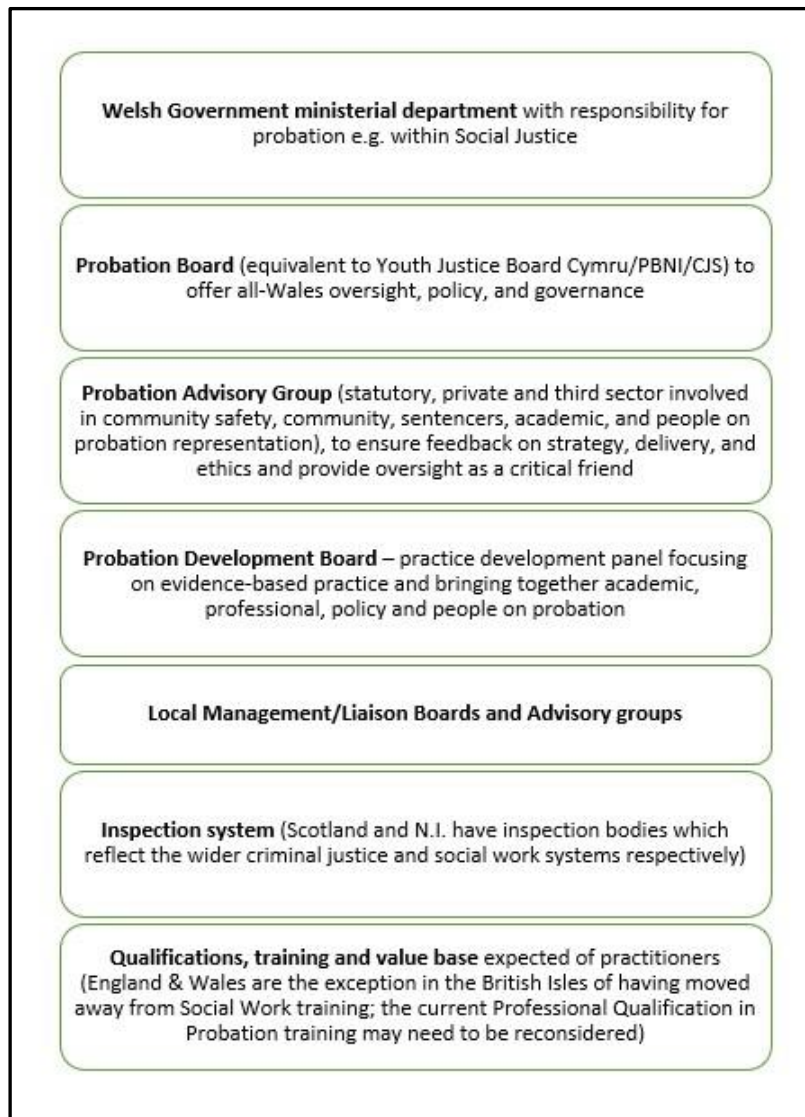 Welsh Government ministerial department with responsibility for
probation e.g. within Social Justice
Probation Board (equivalent to Youth Justice Board Cymru/PBNI/CJS) to
offer all-Wales oversight, policy, and governance
Probation Advisory Group (statutory, private and third sector involved
in community safety, community, sentencers, academic, and people on
probation representation), to ensure feedback on strategy, delivery, and
ethics and provide oversight as a critical friend
Probation Development Board – practice development panel focusing
on evidence-based practice and bringing together academic,
professional, policy and people on probation
Local Management/Liaison Boards and Advisory groups
Inspection system (Scotland and N.I. have inspection bodies which
reflect the wider criminal justice and social work systems respectively)
Qualifications, training and value base expected of practitioners
(England & Wales are the exception in the British Isles of having moved
away from Social Work training; the current Professional Qualification in
Probation training may need to be reconsidered)